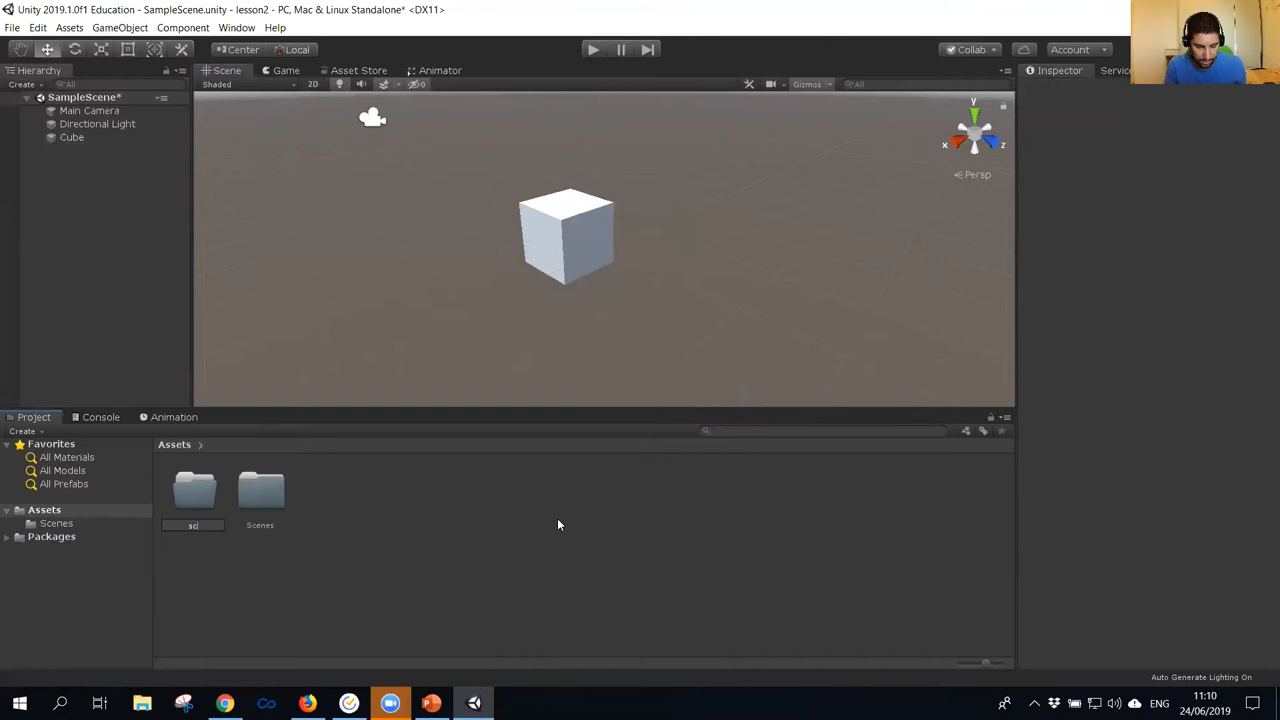 Unity 2019.1.0f1 Education - SampleScene.unity - lesson2 - PC, Mac & Linux Standalone* <DX11>
File Edit Assets GameObject Component Window Help
Center Local Collab Account
Hierarchy Scene Game Asset Store Animator Inspector Service
Create All Shaded 2D 0 Gizmos All
SampleScene*
Main Camera
Directional Light
Cube
y
x z
Persp
Project Console Animation
Create
Favorites
All Materials
All Models
All Prefabs
Assets
Scenes
Packages
Assets
sc Scenes
Auto Generate Lighting On
ENG
11:10
24/06/2019